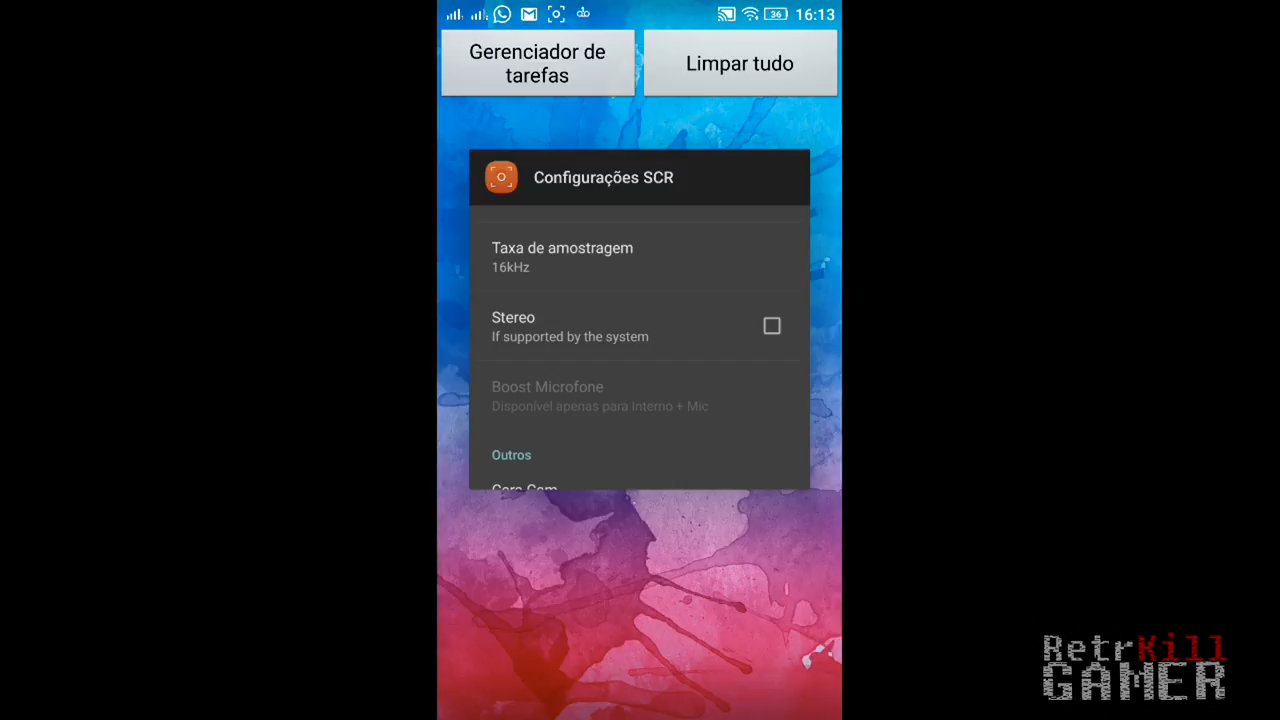 36 16:13
Gerenciador de
tarefas
Limpar tudo
Configurações SCR
Taxa de amostragem
16kHz
Stereo
If supported by the system
Boost Microfone
Disponível apenas para Interno + Mic
Outros
RetrKill
GAMER